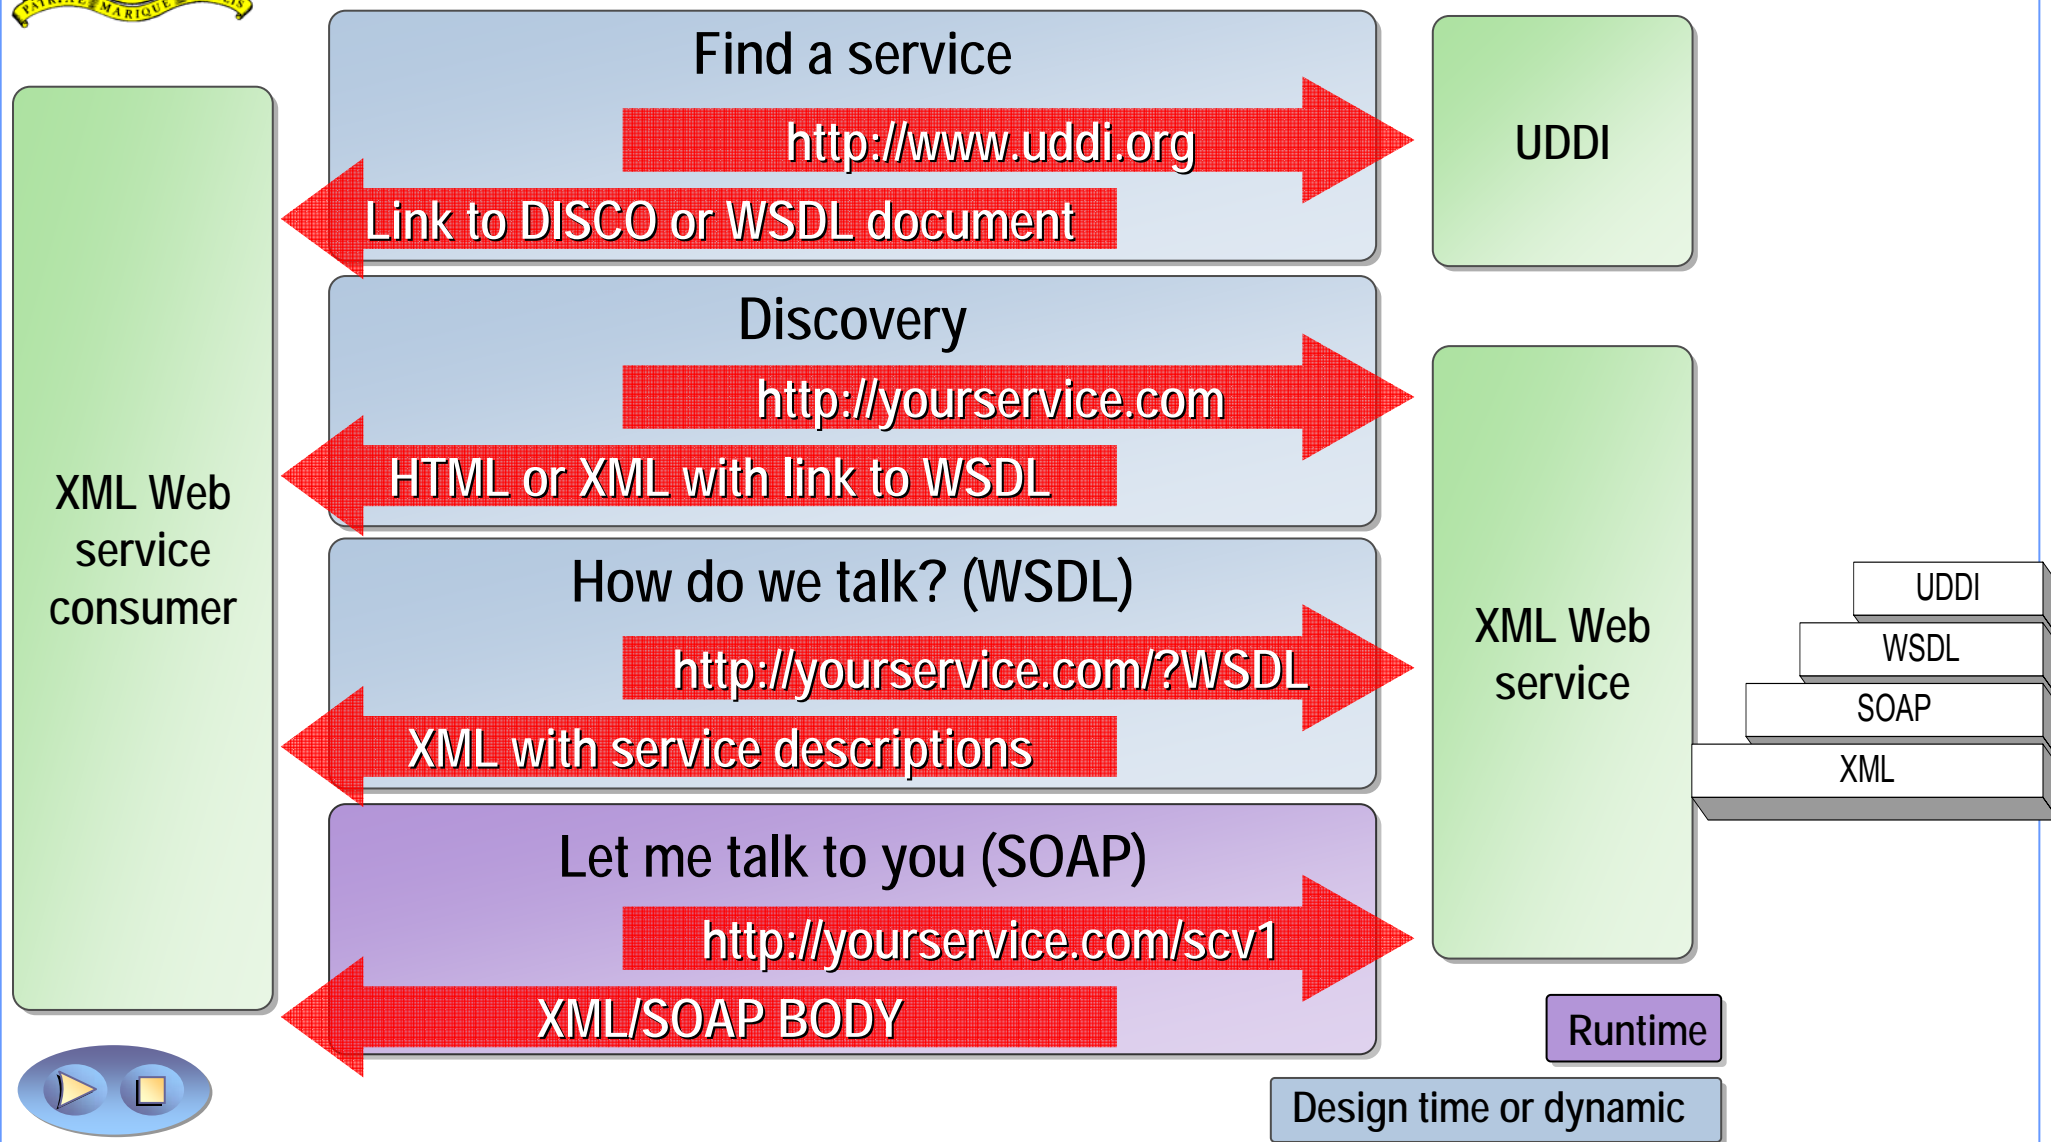 PATRIAE MARIQUE
Find a service
http://www.uddi.org
Link to DISCO or WSDL document
UDDI
Discovery
http://yourservice.com
HTML or XML with link to WSDL
XML Web
service
consumer
How do we talk? (WSDL)
http://yourservice.com/?WSDL
XML with service descriptions
XML Web
service
UDDI
WSDL
SOAP
XML
Let me talk to you (SOAP)
http://yourservice.com/scv1
XML/SOAP BODY
Runtime
Design time or dynamic